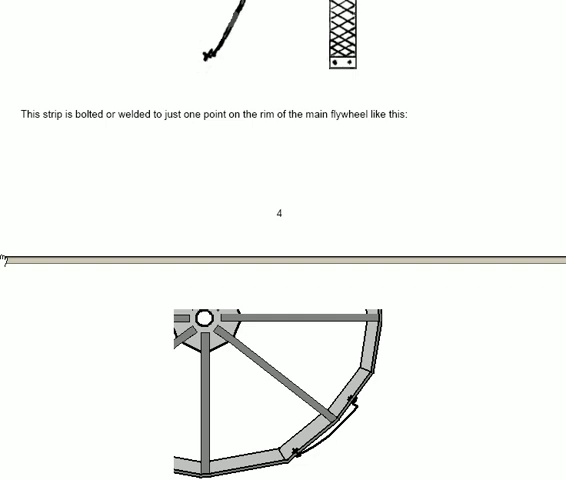 This strip is bolted or welded to just one point on the rim of the main flywheel like this:
4